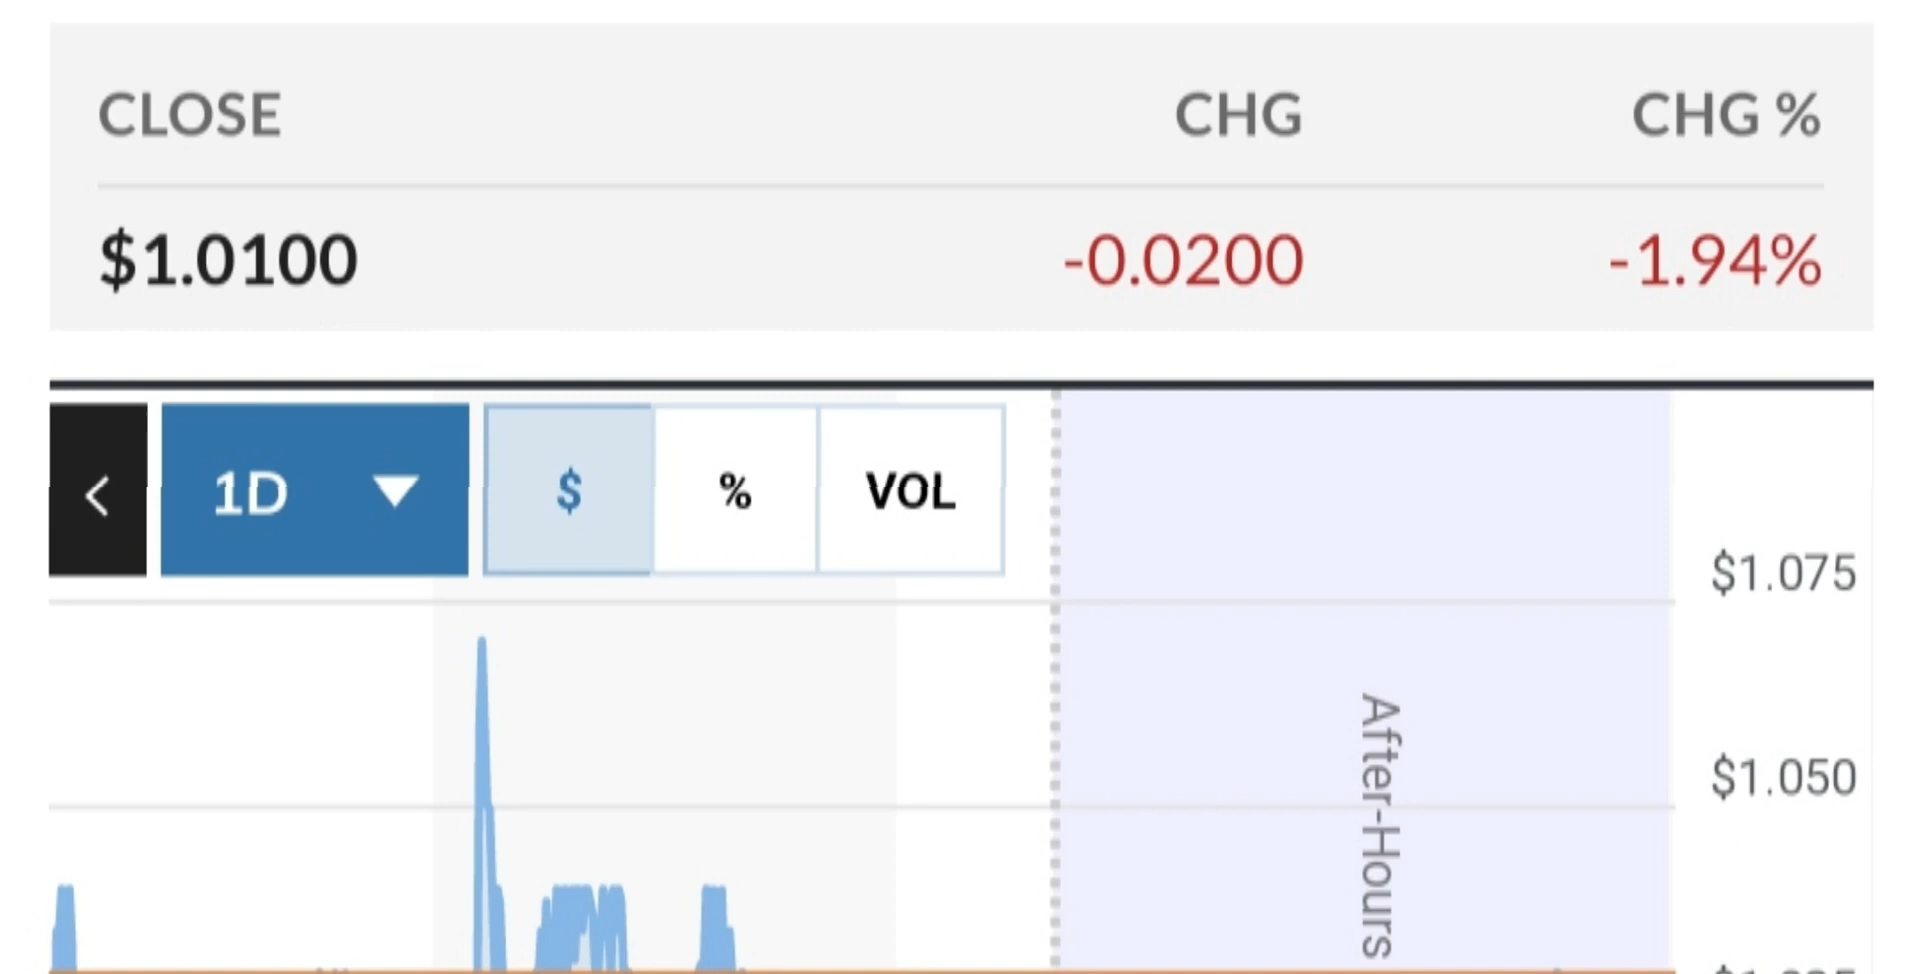 CLOSE CHG CHG %
$1.0100 -0.0200 -1.94%
1D $ % VOL
$1.075
$1.050
After-Hours